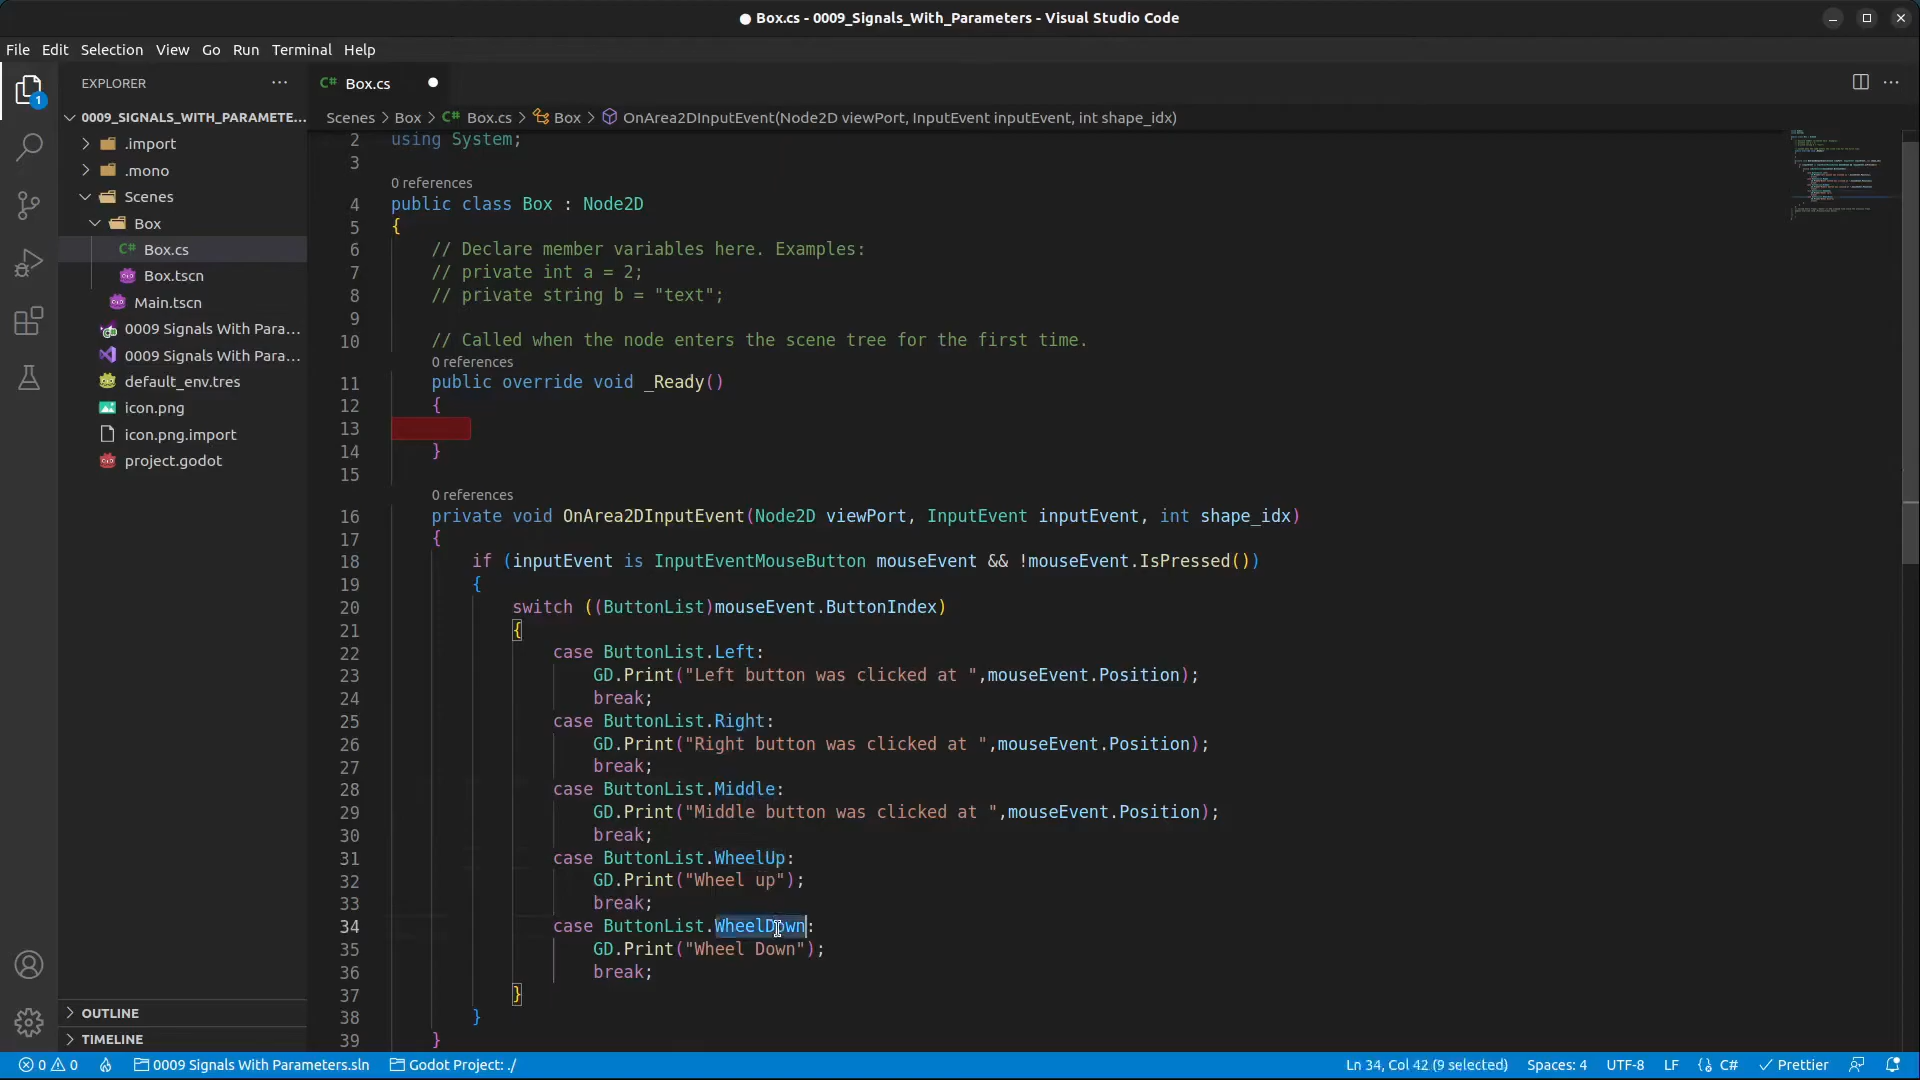 ● Box.cs - 0009_Signals_With_Parameters - Visual Studio Code
File Edit Selection View Go Run Terminal Help
EXPLORER
C# Box.cs
1
0009_SIGNALS_WITH_PARAMETE...
Scenes > Box > C# Box.cs > Box > OnArea2DInputEvent(Node2D viewPort, InputEvent inputEvent, int shape_idx)
.import
.mono
Scenes
Box
C# Box.cs
Box.tscn
Main.tscn
0009 Signals With Para...
0009 Signals With Para...
default_env.tres
icon.png
icon.png.import
project.godot
OUTLINE
TIMELINE
2 using System;
3
0 references
4 public class Box : Node2D
5 {
6 // Declare member variables here. Examples:
7 // private int a = 2;
8 // private string b = "text";
9
10 // Called when the node enters the scene tree for the first time.
0 references
11 public override void _Ready()
12 {
13
14 }
15
0 references
16 private void OnArea2DInputEvent(Node2D viewPort, InputEvent inputEvent, int shape_idx)
17 {
18 if (inputEvent is InputEventMouseButton mouseEvent && !mouseEvent.IsPressed())
19 {
20 switch ((ButtonList)mouseEvent.ButtonIndex)
21 {
22 case ButtonList.Left:
23 GD.Print("Left button was clicked at ",mouseEvent.Position);
24 break;
25 case ButtonList.Right:
26 GD.Print("Right button was clicked at ",mouseEvent.Position);
27 break;
28 case ButtonList.Middle:
29 GD.Print("Middle button was clicked at ",mouseEvent.Position);
30 break;
31 case ButtonList.WheelUp:
32 GD.Print("Wheel up");
33 break;
34 case ButtonList.WheelDown:
35 GD.Print("Wheel Down");
36 break;
37 }
38 }
39 }
0 0 0009 Signals With Parameters.sln Godot Project: ./ Ln 34, Col 42 (9 selected) Spaces: 4 UTF-8 LF {} C# Prettier